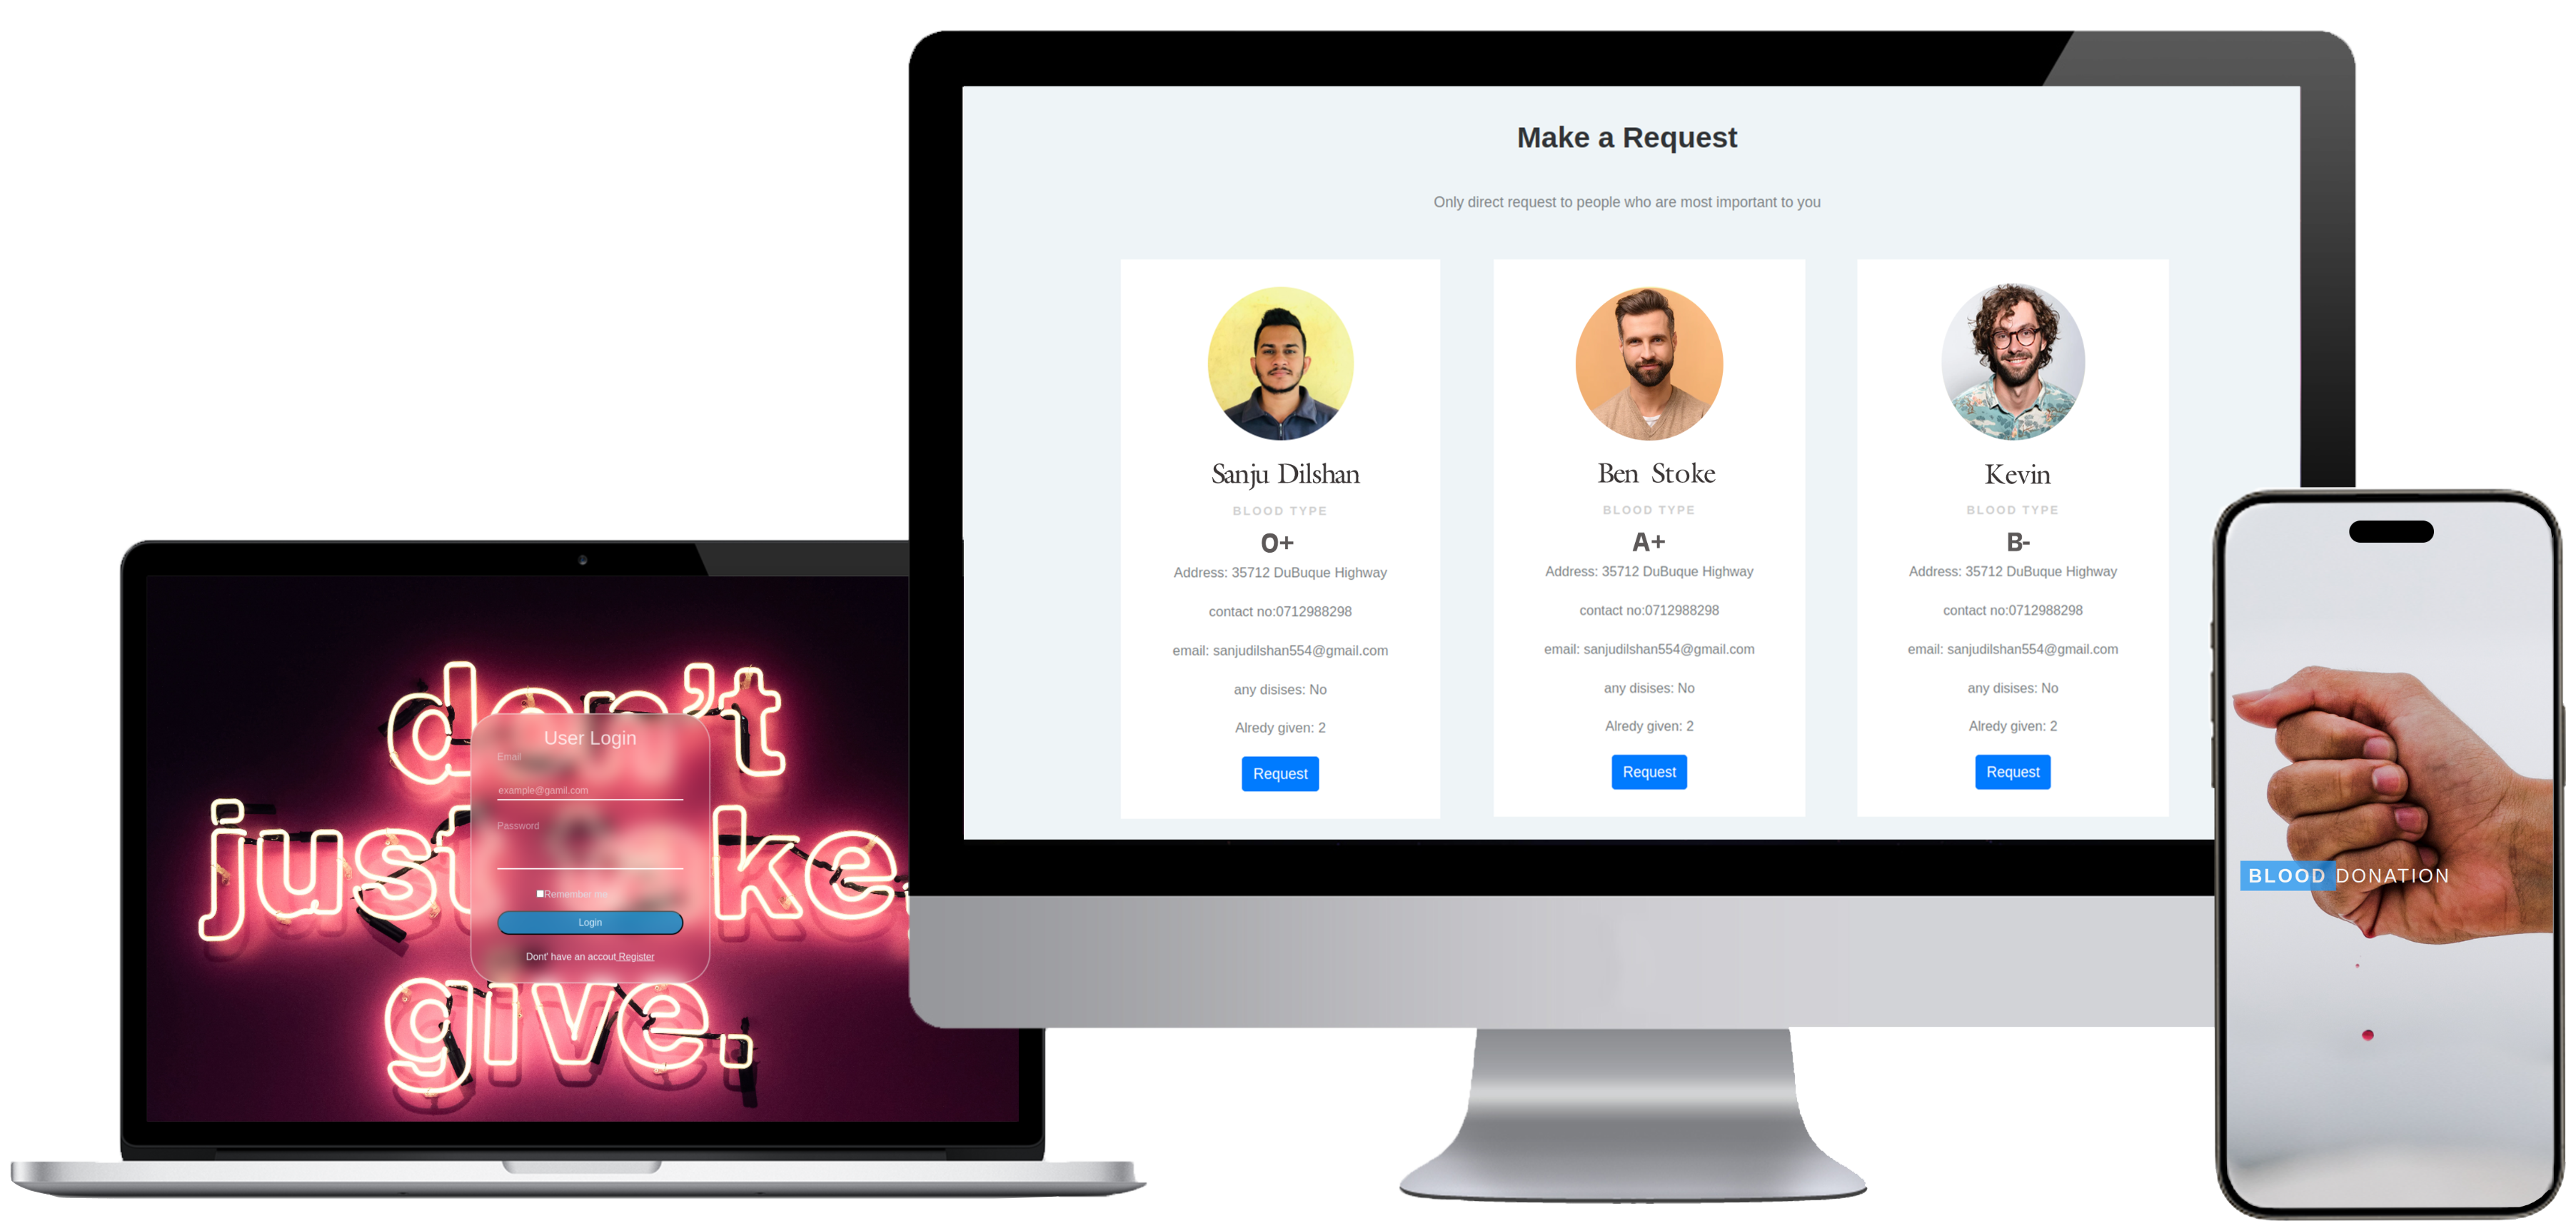 Make a Request
Only direct request to people who are most important to you
Sanju Dilshan
BLOOD TYPE
O+
Address: 35712 DuBuque Highway
contact no:0712988298
email: sanjudilshan554@gmail.com
any disises: No
Alredy given: 2
Request
Ben Stoke
BLOOD TYPE
A+
Address: 35712 DuBuque Highway
contact no:0712988298
email: sanjudilshan554@gmail.com
any disises: No
Alredy given: 2
Request
Kevin
BLOOD TYPE
B-
Address: 35712 DuBuque Highway
contact no:0712988298
email: sanjudilshan554@gmail.com
any disises: No
Alredy given: 2
Request
don't
just ke.
give.
User Login
Email
example@gamil.com
Password
Remember me
Login
Dont' have an accout Register
BLOOD DONATION